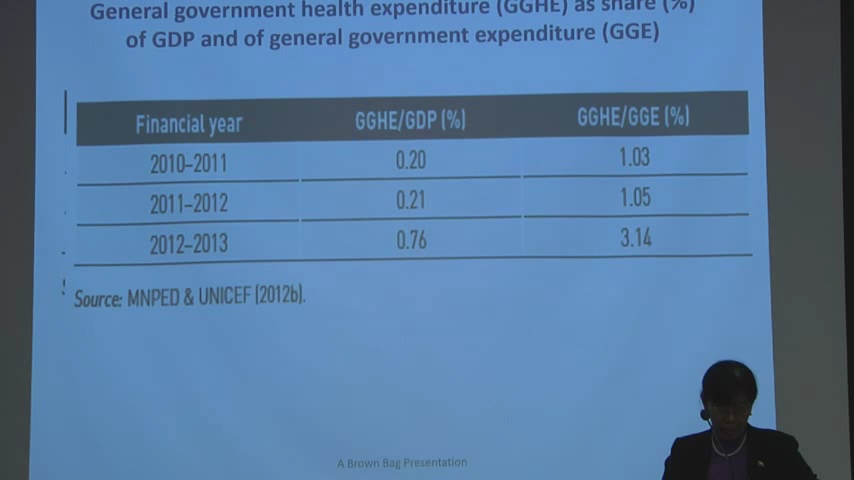 General government health expenditure (GGHE) as share (%)
of GDP and of general government expenditure (GGE)
Financial year GGHE/GDP (%) GGHE/GGE (%)
2010–2011 0.20 1.03
2011–2012 0.21 1.05
2012–2013 0.76 3.14
Source: MNPED & UNICEF (2012b).
A Brown Bag Presentation